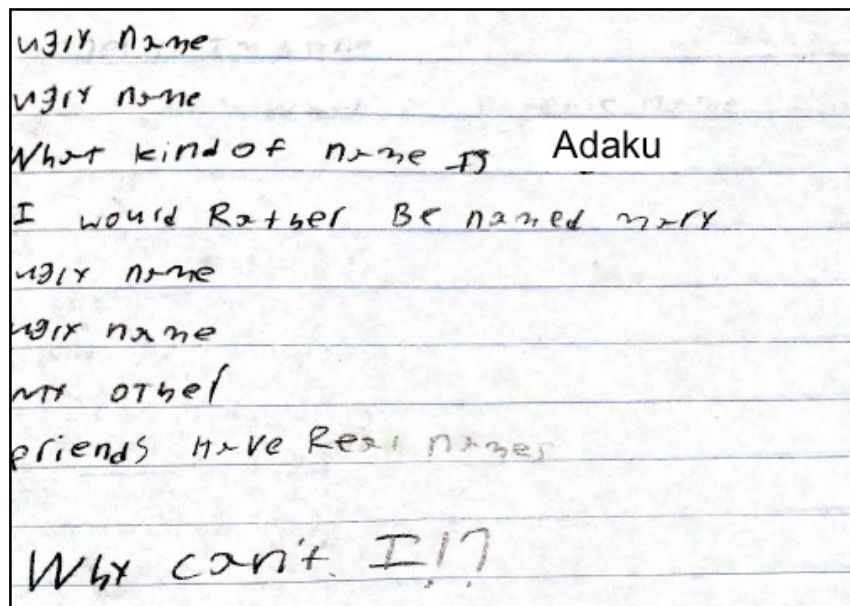 ugly name
ugly name
What kind of name is Adaku
I would Rather Be named mary
ugly name
ugly name
my other
friends Have Real names
Why can't I!?